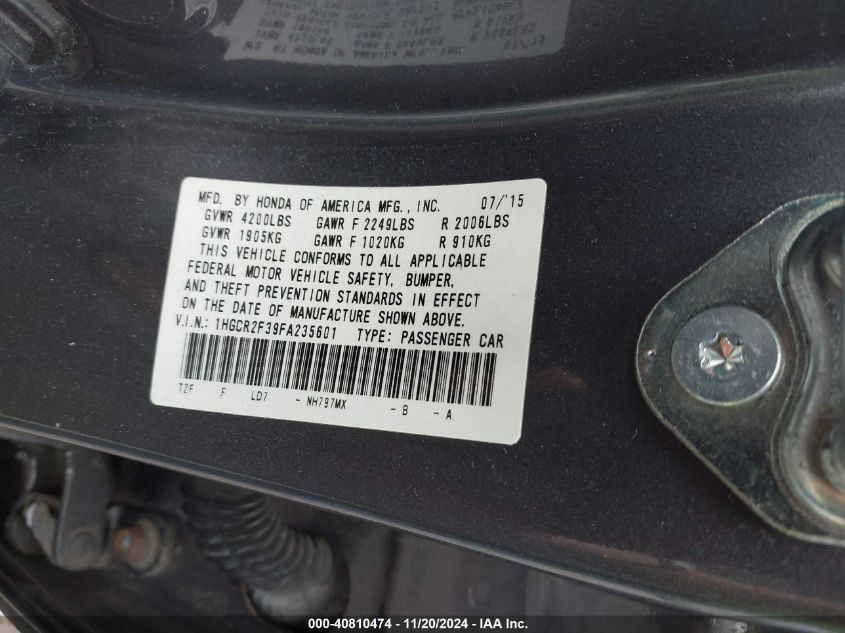 MFD. BY HONDA OF AMERICA MFG., INC. 07/'15
GVWR 4200LBS GAWR F 2249LBS R 2006LBS
GVWR 1905KG GAWR F 1020KG R 910KG
THIS VEHICLE CONFORMS TO ALL APPLICABLE
FEDERAL MOTOR VEHICLE SAFETY, BUMPER,
AND THEFT PREVENTION STANDARDS IN EFFECT
ON THE DATE OF MANUFACTURE SHOWN ABOVE.
V.I.N.: 1HGCR2F39FA235601 TYPE: PASSENGER CAR
T2F F LD7 - NH797MX - B - A
000-40810474 - 11/20/2024 - IAA Inc.